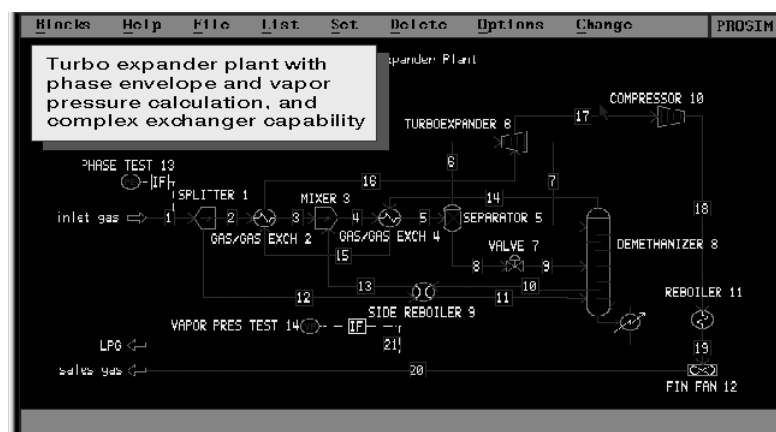 Blocks Help File List Set Delete Options Change PROSIM
Turbo expander plant with
phase envelope and vapor
pressure calculation, and
complex exchanger capability
Plant
COMPRESSOR 10
17
TURBOEXPANDER 8
PHASE TEST 13
6
7
IF
16
SPLITTER 1
MIXER 3
14
18
inlet gas
1
2
3
4
5
SEPARATOR 5
GAS/GAS EXCH 2
GAS/GAS EXCH 4
VALVE 7
DEMETHANIZER 8
15
8
9
13
10
12
11
REBOILER 11
SIDE REBOILER 9
VAPOR PRES TEST 14
VP
IF
LPG
21
19
sales gas
20
FIN FAN 12